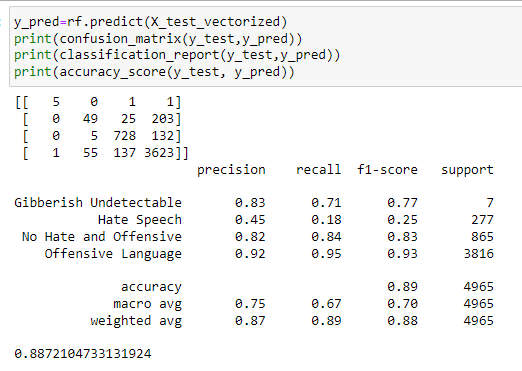 y_pred=rf.predict(X_test_vectorized)
print(confusion_matrix(y_test,y_pred))
print(classification_report(y_test,y_pred))
print(accuracy_score(y_test, y_pred))
[[   5    0    1    1]
 [   0   49   25  203]
 [   0    5  728  132]
 [   1   55  137 3623]]
precision recall f1-score support
Gibberish Undetectable 0.83 0.71 0.77 7
Hate Speech 0.45 0.18 0.25 277
No Hate and Offensive 0.82 0.84 0.83 865
Offensive Language 0.92 0.95 0.93 3816
accuracy 0.89 4965
macro avg 0.75 0.67 0.70 4965
weighted avg 0.87 0.89 0.88 4965
0.8872104733131924